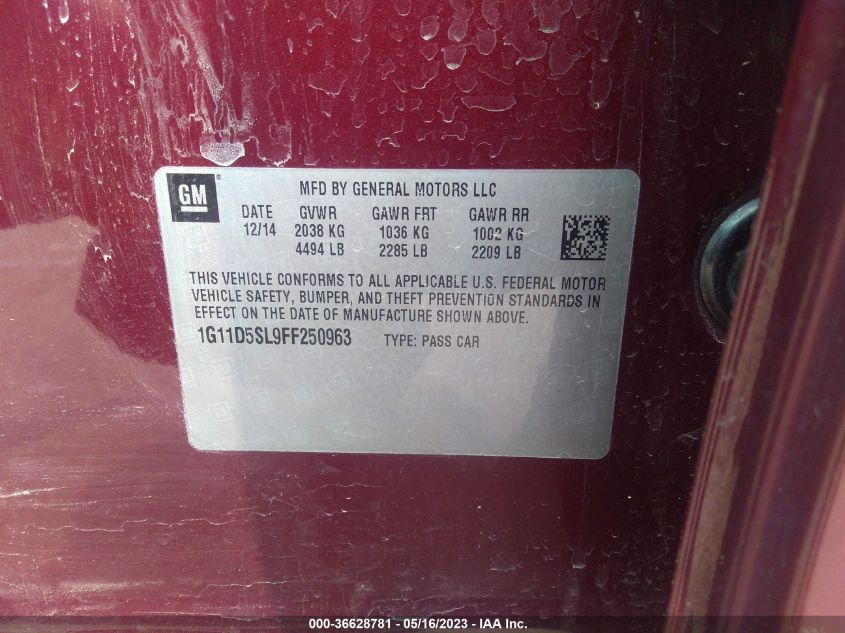 GM ®
MFD BY GENERAL MOTORS LLC
DATE GVWR GAWR FRT GAWR RR
12/14 2038 KG 1036 KG 1002 KG
4494 LB 2285 LB 2209 LB
THIS VEHICLE CONFORMS TO ALL APPLICABLE U.S. FEDERAL MOTOR
VEHICLE SAFETY, BUMPER, AND THEFT PREVENTION STANDARDS IN
EFFECT ON THE DATE OF MANUFACTURE SHOWN ABOVE.
1G11D5SL9FF250963 TYPE: PASS CAR
000-36628781 - 05/16/2023 - IAA Inc.